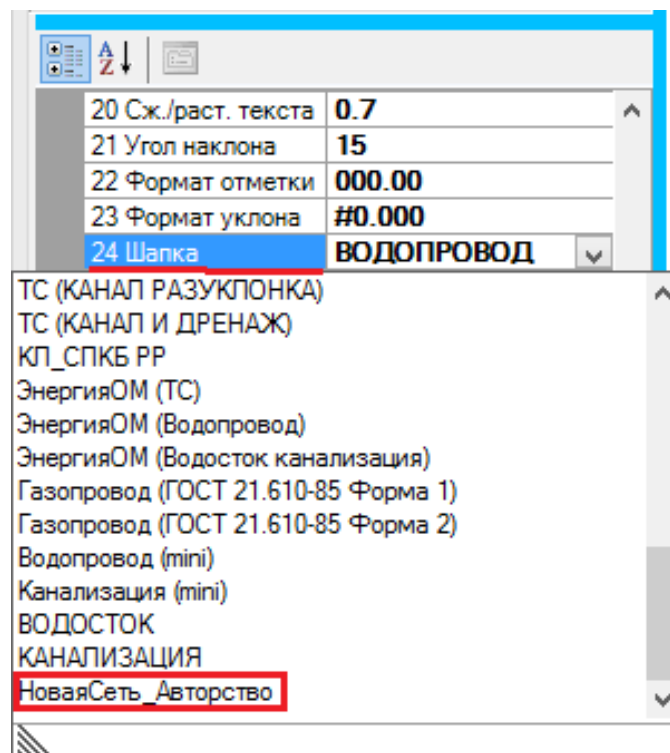 A
Z
20 Сж./раст. текста 0.7
21 Угол наклона 15
22 Формат отметки 000.00
23 Формат уклона #0.000
24 Шапка ВОДОПРОВОД
ТС (КАНАЛ РАЗУКЛОНКА)
ТС (КАНАЛ И ДРЕНАЖ)
КП_СПКБ РР
ЭнергияОМ (ТС)
ЭнергияОМ (Водопровод)
ЭнергияОМ (Водосток канализация)
Газопровод (ГОСТ 21.610-85 Форма 1)
Газопровод (ГОСТ 21.610-85 Форма 2)
Водопровод (mini)
Канализация (mini)
ВОДОСТОК
КАНАЛИЗАЦИЯ
НоваяСеть_Авторство